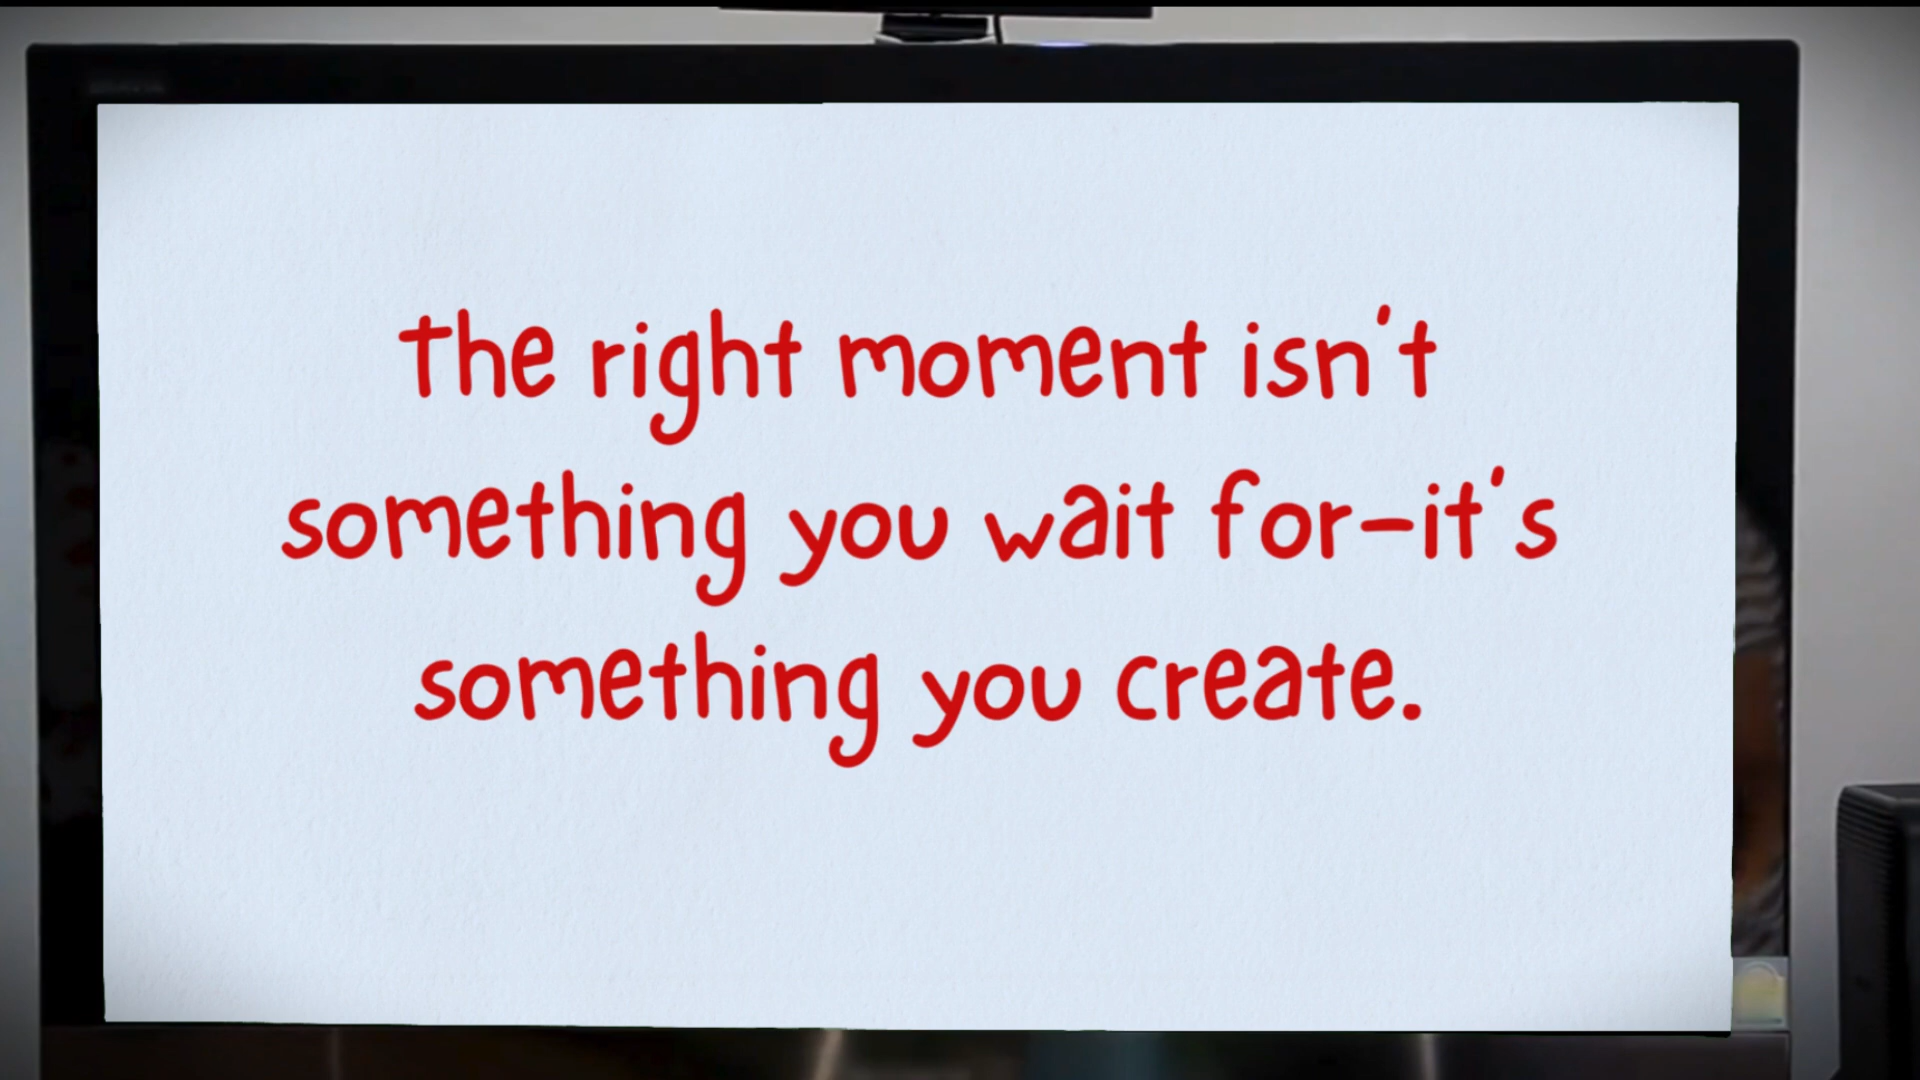 The right moment isn't
something you wait for–it's
something you create.